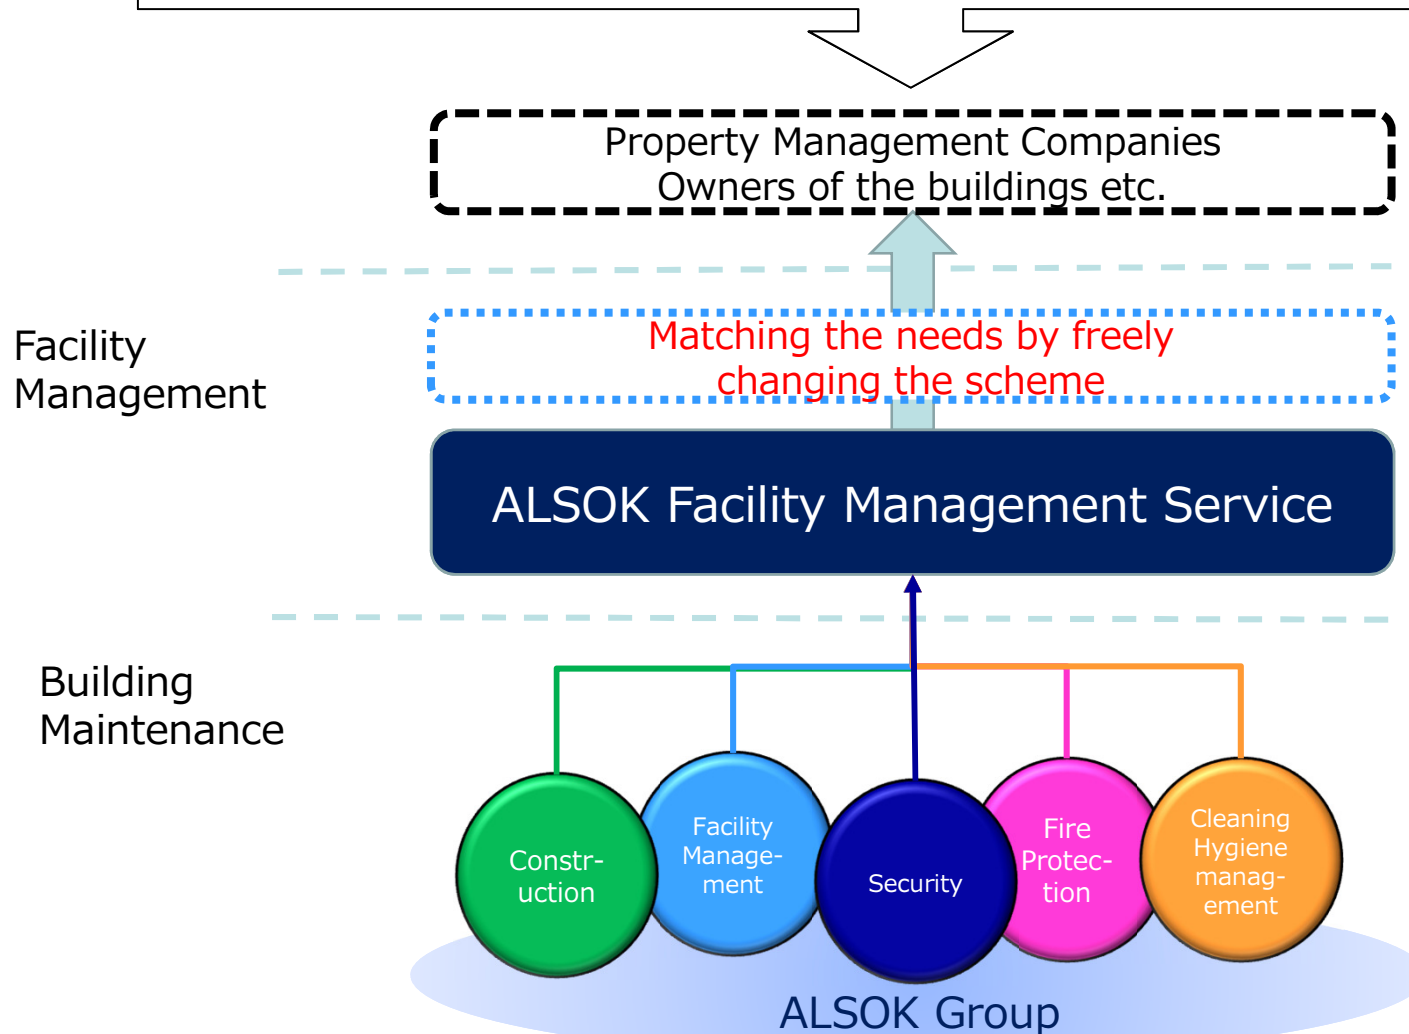 Property Management Companies
Owners of the buildings etc.
Facility
Management
Matching the needs by freely
changing the scheme
ALSOK Facility Management Service
Building
Maintenance
Constr-
uction
Facility
Manage-
ment
Security
Fire
Protec-
tion
Cleaning
Hygiene
manag-
ement
ALSOK Group